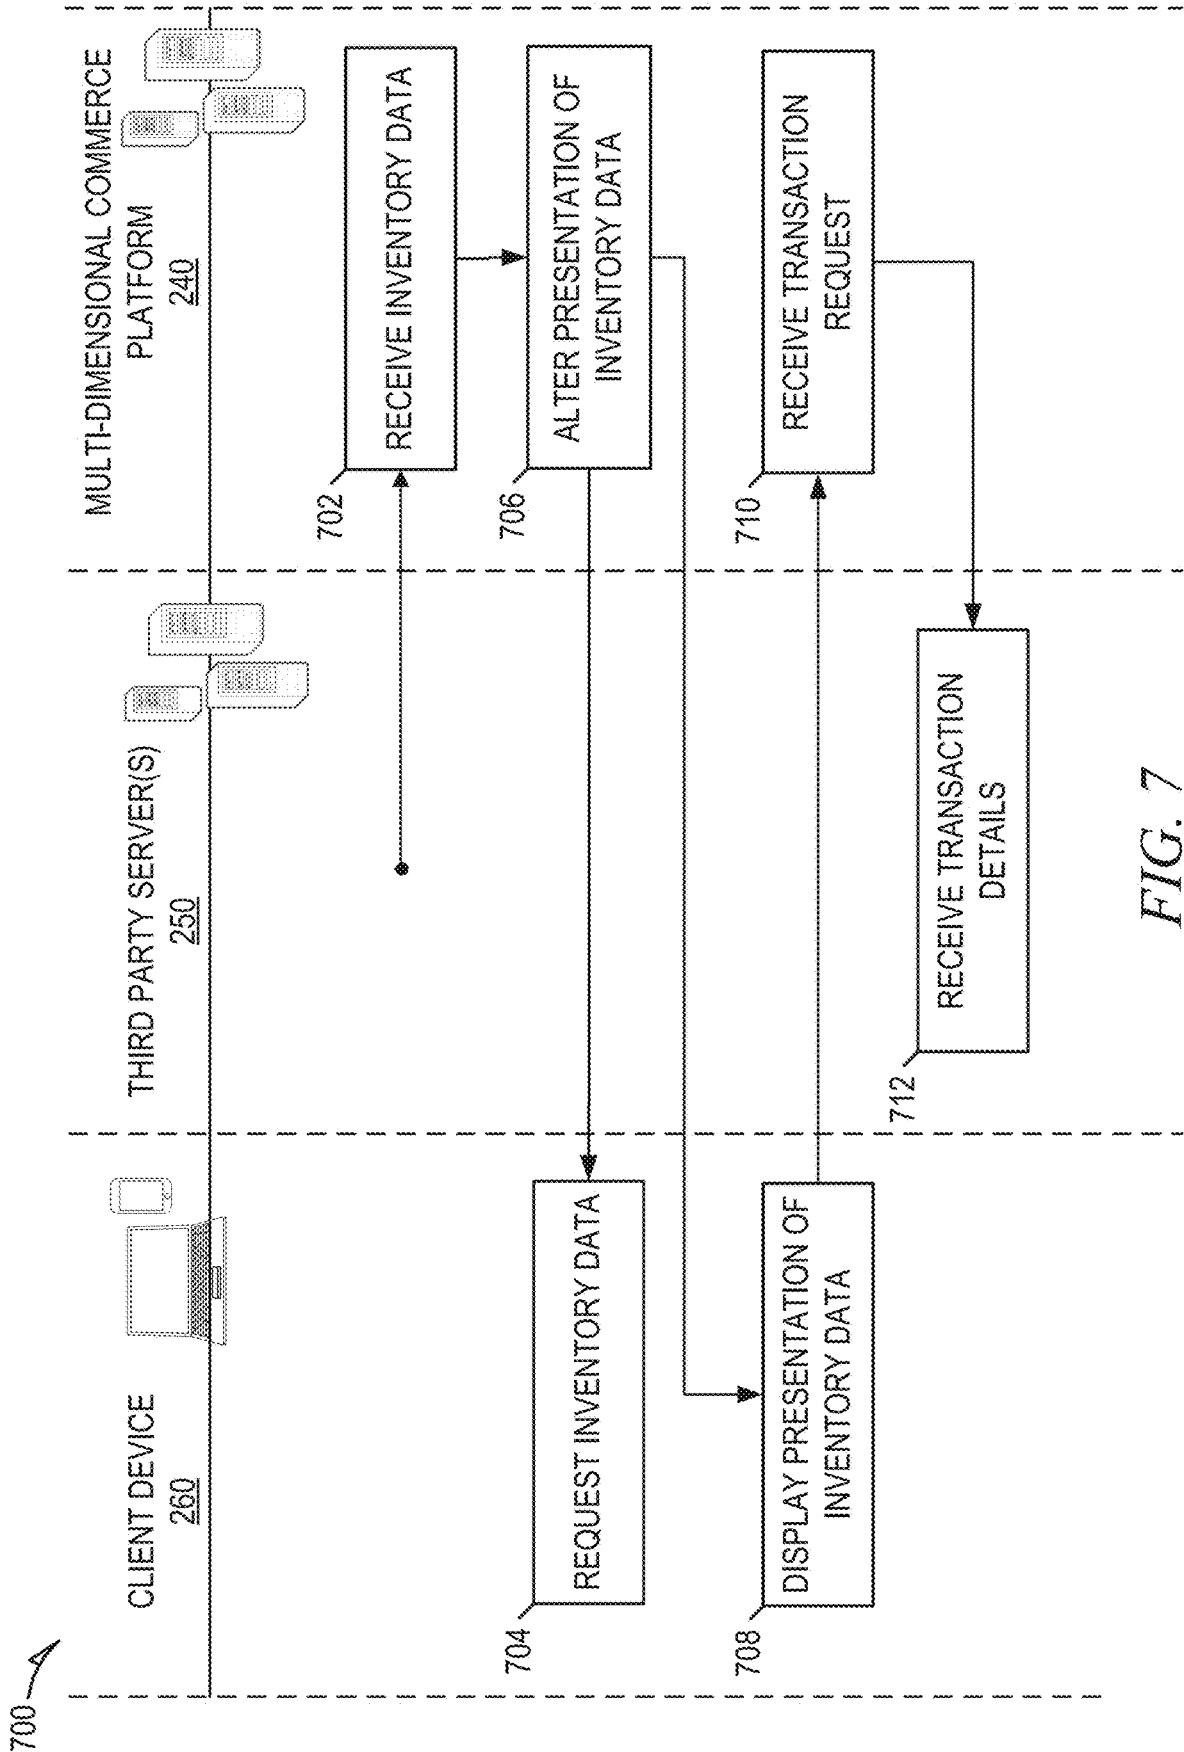 700
CLIENT DEVICE
260
THIRD PARTY SERVER(S)
250
MULTI-DIMENSIONAL COMMERCE
PLATFORM
240
702
RECEIVE INVENTORY DATA
704
REQUEST INVENTORY DATA
706
ALTER PRESENTATION OF
INVENTORY DATA
708
DISPLAY PRESENTATION OF
INVENTORY DATA
710
RECEIVE TRANSACTION
REQUEST
712
RECEIVE TRANSACTION
DETAILS
FIG. 7